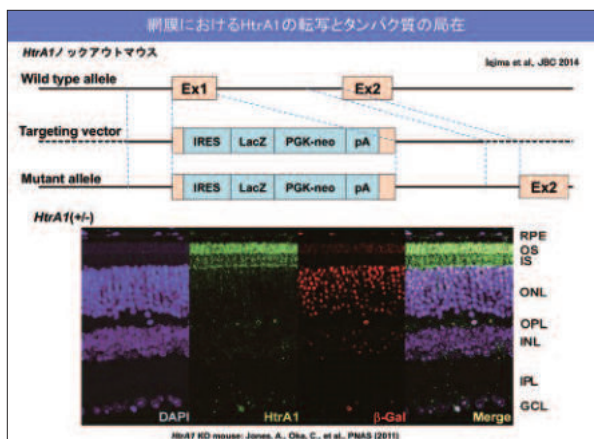 網膜におけるHtrA1の転写とタンパク質の局在
HtrA1ノックアウトマウス
Iejima et al., JBC 2014
Wild type allele
Ex1
Ex2
Targeting vector
IRES LacZ PGK-neo pA
Mutant allele
IRES LacZ PGK-neo pA
Ex2
HtrA1(+/-)
RPE
OS
IS
ONL
OPL
INL
IPL
GCL
DAPI
HtrA1
β-Gal
Merge
HtrA1 KO mouse: Jones, A., Oka, C., et al., PNAS (2011)